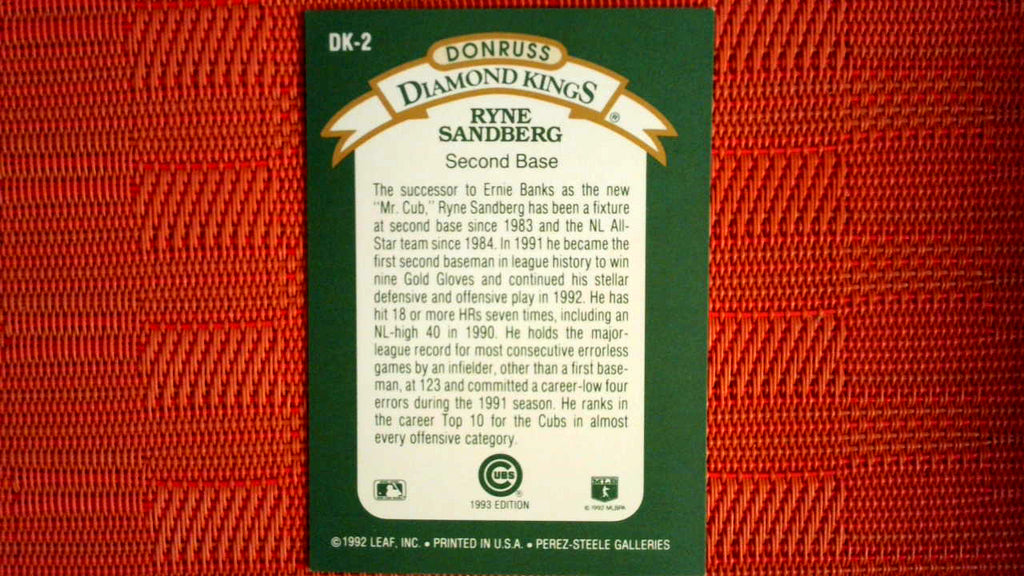 DK-2
DONRUSS
DIAMOND KINGS
®
RYNE
SANDBERG
Second Base
The successor to Ernie Banks as the new
"Mr. Cub," Ryne Sandberg has been a fixture
at second base since 1983 and the NL All-
Star team since 1984. In 1991 he became the
first second baseman in league history to win
nine Gold Gloves and continued his stellar
defensive and offensive play in 1992. He has
hit 18 or more HRs seven times, including an
NL-high 40 in 1990. He holds the major-
league record for most consecutive errorless
games by an infielder, other than a first base-
man, at 123 and committed a career-low four
errors during the 1991 season. He ranks in
the career Top 10 for the Cubs in almost
every offensive category.
CUBS
®
1993 EDITION
© 1992 MLBPA
©1992 LEAF, INC. • PRINTED IN U.S.A. • PEREZ-STEELE GALLERIES